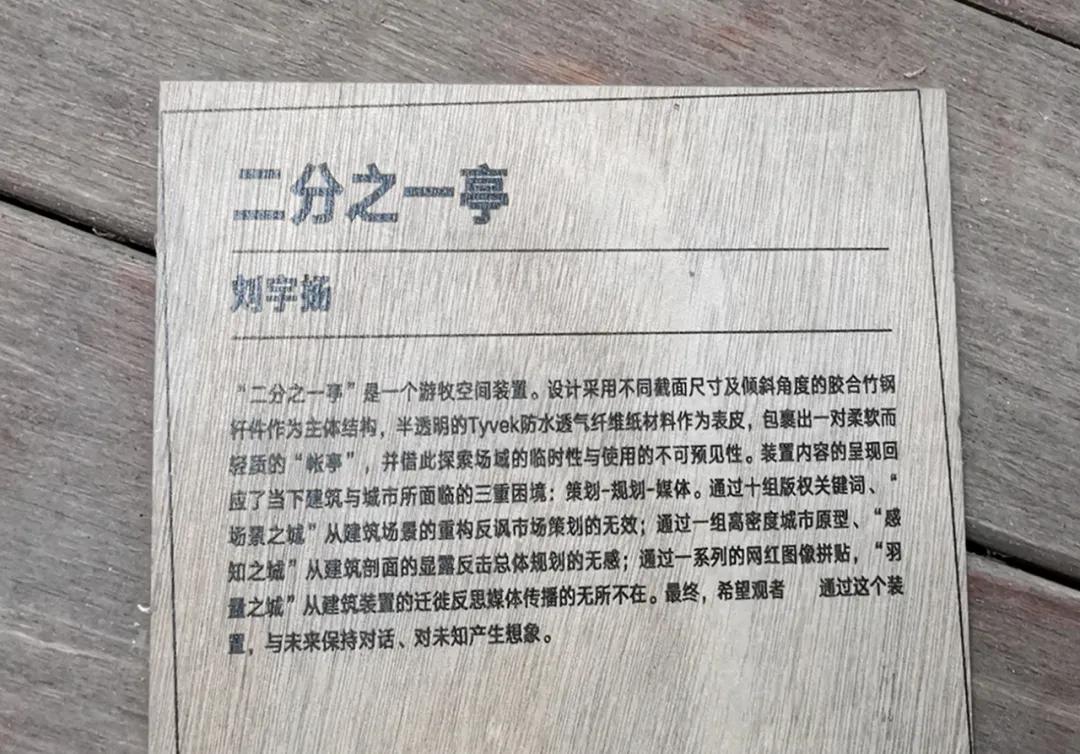 二分之一亭
刘宇扬
“二分之一亭”是一个游牧空间装置。设计采用不同截面尺寸及倾斜角度的胶合竹钢
杆件作为主体结构，半透明的Tyvek防水透气纤维纸材料作为表皮，包裹出一对柔软而
轻质的“帐亭”，并借此探索场域的临时性与使用的不可预见性。装置内容的呈现回
应了当下建筑与城市所面临的三重困境：策划-规划-媒体。通过十组版权关键词、“
场景之城”从建筑场景的重构反讽市场策划的无效；通过一组高密度城市原型、“感
知之城”从建筑剖面的显露反击总体规划的无感；通过一系列的网红图像拼贴，“羽
量之城”从建筑装置的迁徙反思媒体传播的无所不在。最终，希望观者 通过这个装
置，与未来保持对话、对未知产生想象。